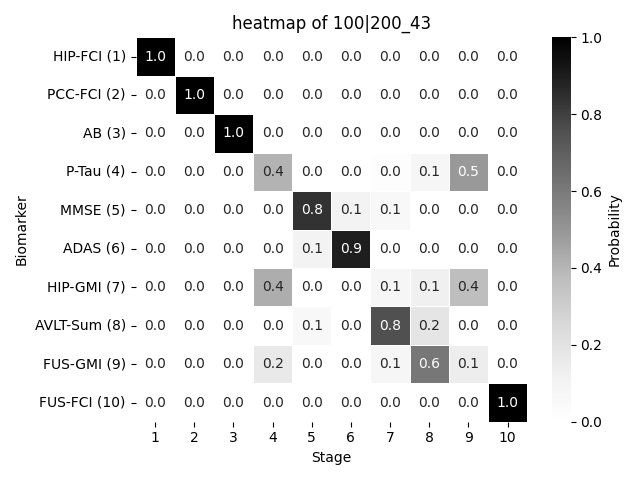 heatmap of 100|200_43
HIP-FCI (1) 1.0 0.0 0.0 0.0 0.0 0.0 0.0 0.0 0.0 0.0
PCC-FCI (2) 0.0 1.0 0.0 0.0 0.0 0.0 0.0 0.0 0.0 0.0
AB (3) 0.0 0.0 1.0 0.0 0.0 0.0 0.0 0.0 0.0 0.0
P-Tau (4) 0.0 0.0 0.0 0.4 0.0 0.0 0.0 0.1 0.5 0.0
MMSE (5) 0.0 0.0 0.0 0.0 0.8 0.1 0.1 0.0 0.0 0.0
ADAS (6) 0.0 0.0 0.0 0.0 0.1 0.9 0.0 0.0 0.0 0.0
HIP-GMI (7) 0.0 0.0 0.0 0.4 0.0 0.0 0.1 0.1 0.4 0.0
AVLT-Sum (8) 0.0 0.0 0.0 0.0 0.1 0.0 0.8 0.2 0.0 0.0
FUS-GMI (9) 0.0 0.0 0.0 0.2 0.0 0.0 0.1 0.6 0.1 0.0
FUS-FCI (10) 0.0 0.0 0.0 0.0 0.0 0.0 0.0 0.0 0.0 1.0
1 2 3 4 5 6 7 8 9 10
Stage
Biomarker
1.0
0.8
0.6
0.4
0.2
0.0
Probability